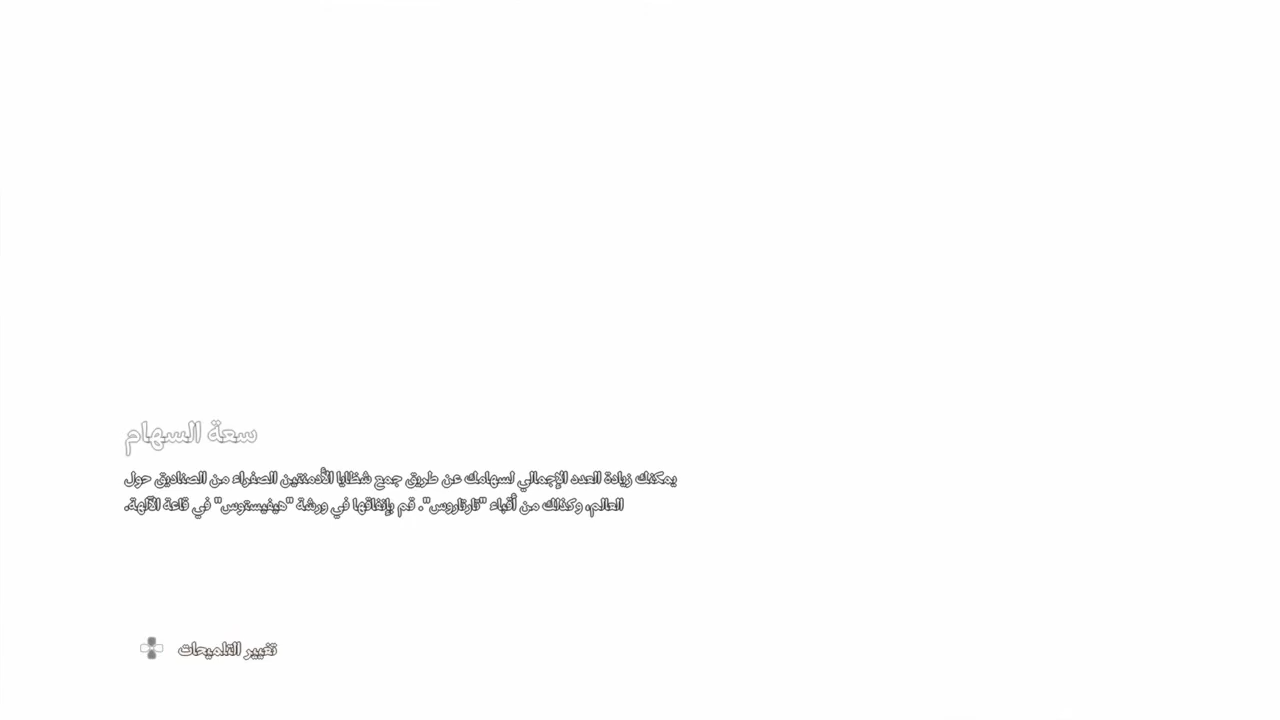 سعة السهام
يمكنك زيادة العدد الإجمالي لسهامك عن طريق جمع شظايا الأدمنتين الصفراء من الصناديق حول
العالم، وكذلك من أقباء "تارتاروس". قم بإنفاقها في ورشة "هيفيستوس" في قاعة الآلهة.
تغيير التلميحات